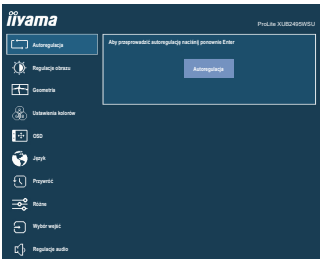 iiyama
ProLite XUB2495WSU
Autoregulacja
Aby przeprowadzić autoregulację naciśnij ponownie Enter
Autoregulacja
Regulacje obrazu
Geometria
Ustawienia kolorów
OSD
Język
Przywróć
Różne
Wybór wejść
Regulacje audio